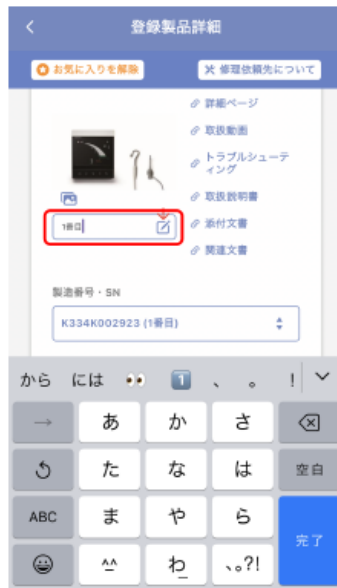 登録製品詳細
お気に入りを解除
修理依頼先について
詳細ページ
取扱動画
トラブルシューテ
ィング
取扱説明書
添付文書
関連文書
1番目
製造番号・SN
K334K002923 (1番目)
から には 👀 1️⃣ 、 。 !
→ あ か さ
た な は 空白
ABC ま や ら
^^ わ 、。?!
完了